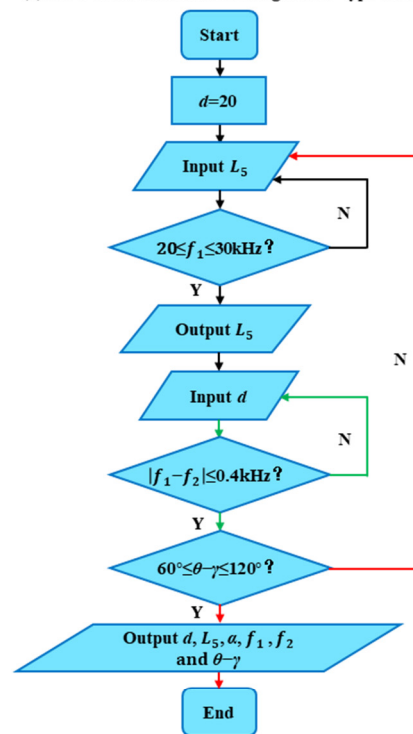 Start
d=20
Input L₅
N
20≤f₁≤30kHz?
Y
Output L₅
N
Input d
N
|f₁−f₂|≤0.4kHz?
Y
60°≤θ−γ≤120°?
Y
Output d, L₅, α, f₁, f₂
and θ−γ
End